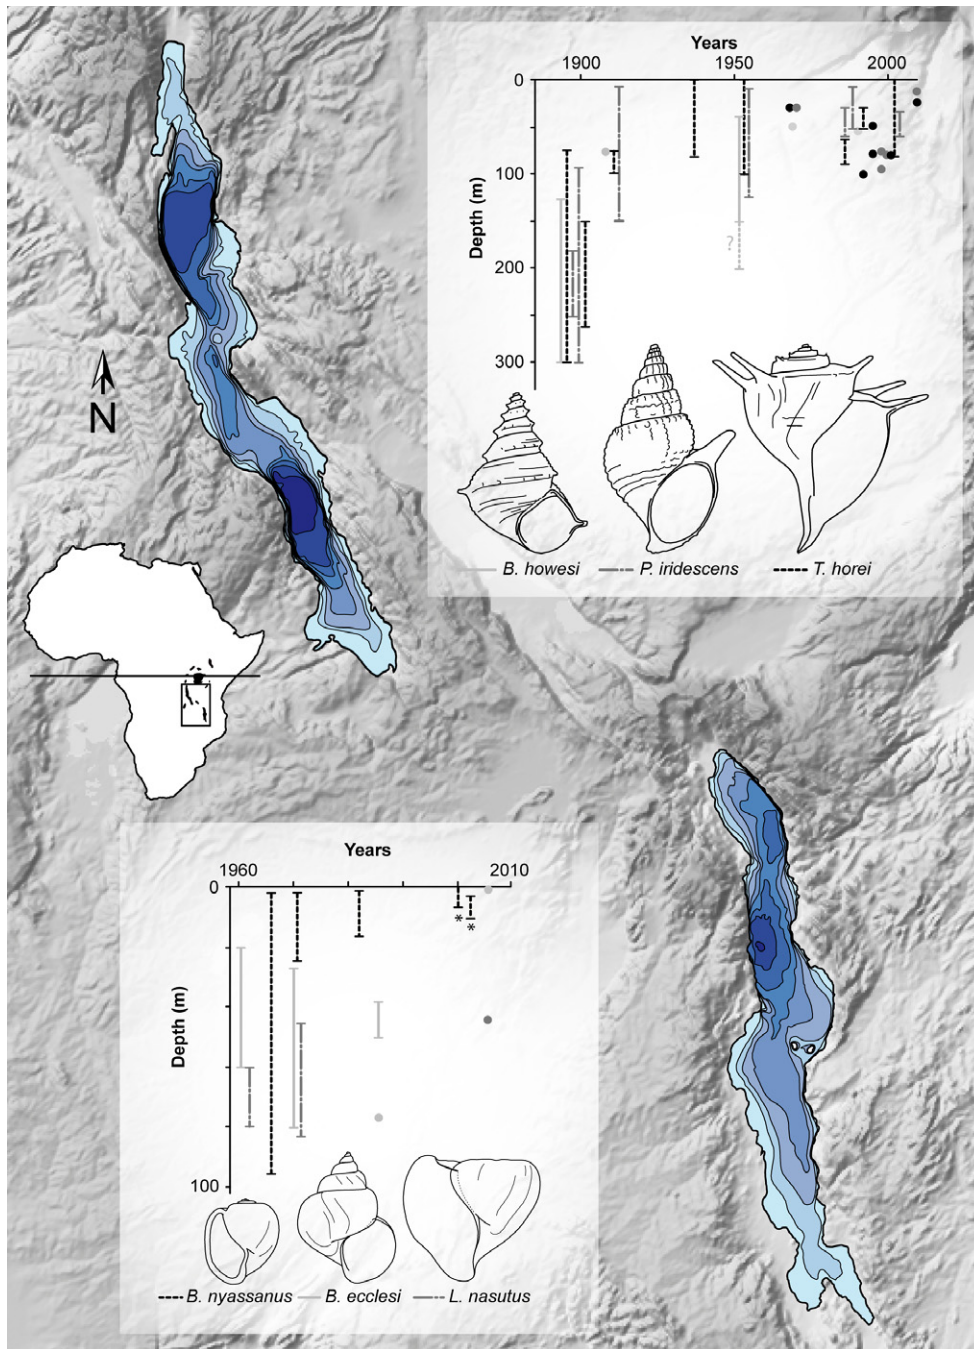 Years
1900 1950 2000
0
100
200
300
Depth (m)
?
N
B. howesi P. iridescens T. horei
Years
1960 2010
0
* *
Depth (m)
100
B. nyassanus B. ecclesi L. nasutus